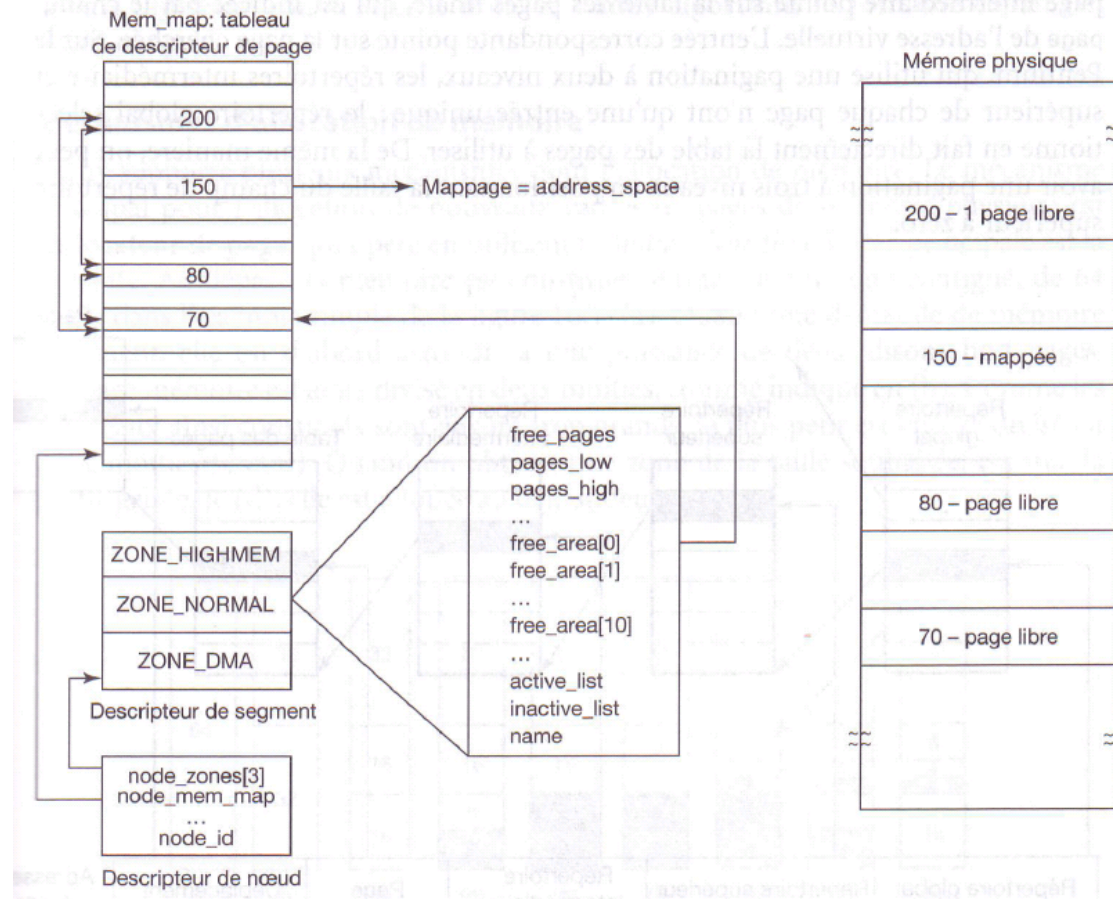 Mem_map: tableau
de descripteur de page
200
150
Mappage = address_space
80
70
free_pages
pages_low
pages_high
...
free_area[0]
free_area[1]
...
free_area[10]
...
active_list
inactive_list
name
ZONE_HIGHMEM
ZONE_NORMAL
ZONE_DMA
Descripteur de segment
node_zones[3]
node_mem_map
...
node_id
Descripteur de nœud
Mémoire physique
200 – 1 page libre
150 – mappée
80 – page libre
70 – page libre